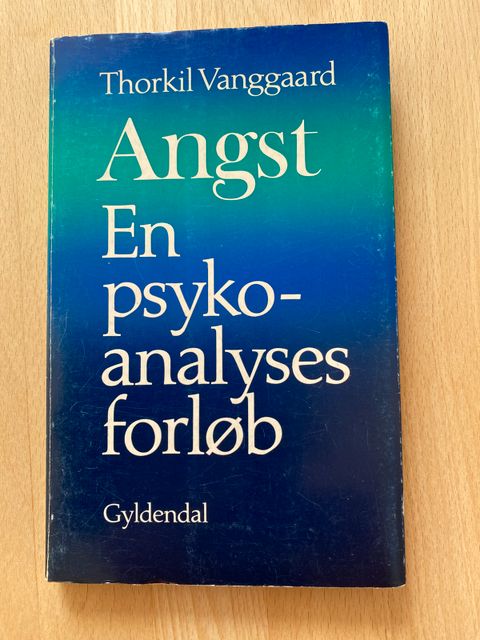 Thorkil Vanggaard
Angst
En
psyko-
analyses
forløb
Gyldendal